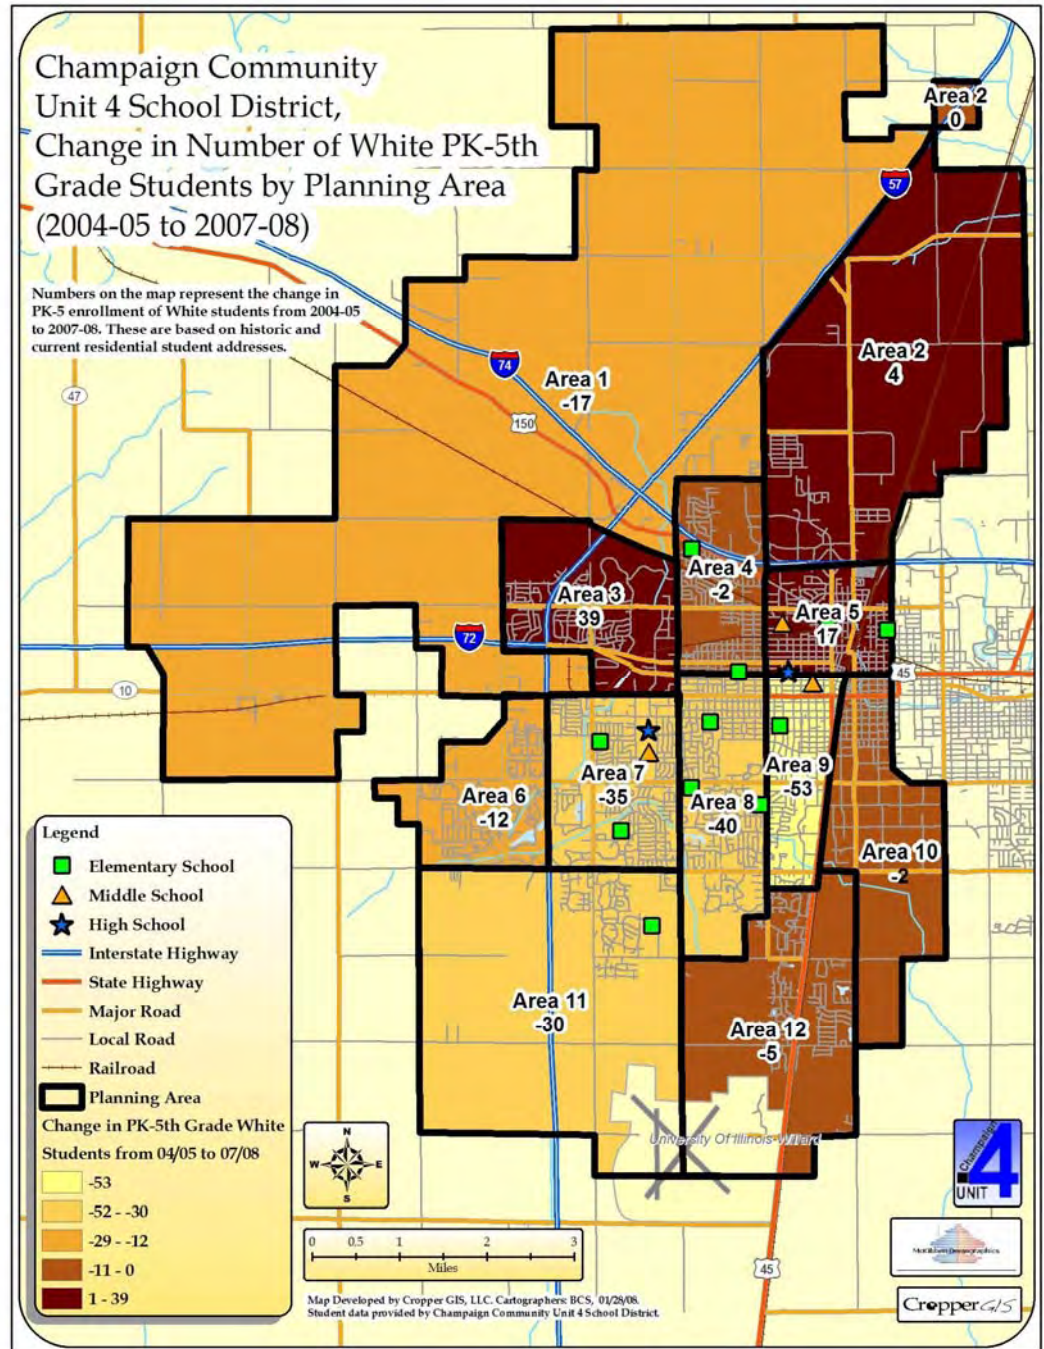 Champaign Community
Unit 4 School District,
Change in Number of White PK-5th
Grade Students by Planning Area
(2004-05 to 2007-08)
Numbers on the map represent the change in
PK-5 enrollment of White students from 2004-05
to 2007-08. These are based on historic and
current residential student addresses.
Area 2
0
57
Area 2
4
74
Area 1
-17
47
150
Area 4
-2
Area 3
39
Area 5
17
72
45
10
Area 9
-53
Area 7
-35
Area 6
-12
Area 8
-40
Area 10
-2
Area 11
-30
Area 12
-5
University Of Illinois-Willard
45
Legend
Elementary School
Middle School
High School
Interstate Highway
State Highway
Major Road
Local Road
Railroad
Planning Area
Change in PK-5th Grade White
Students from 04/05 to 07/08
-53
-52 - -30
-29 - -12
-11 - 0
1 - 39
N
W E
S
0 0.5 1 2 3
Miles
Map Developed by Cropper GIS, LLC. Cartographers: BCS, 01/28/08.
Student data provided by Champaign Community Unit 4 School District.
Champaign
4
UNIT
McKibben Demographics
Cropper GIS